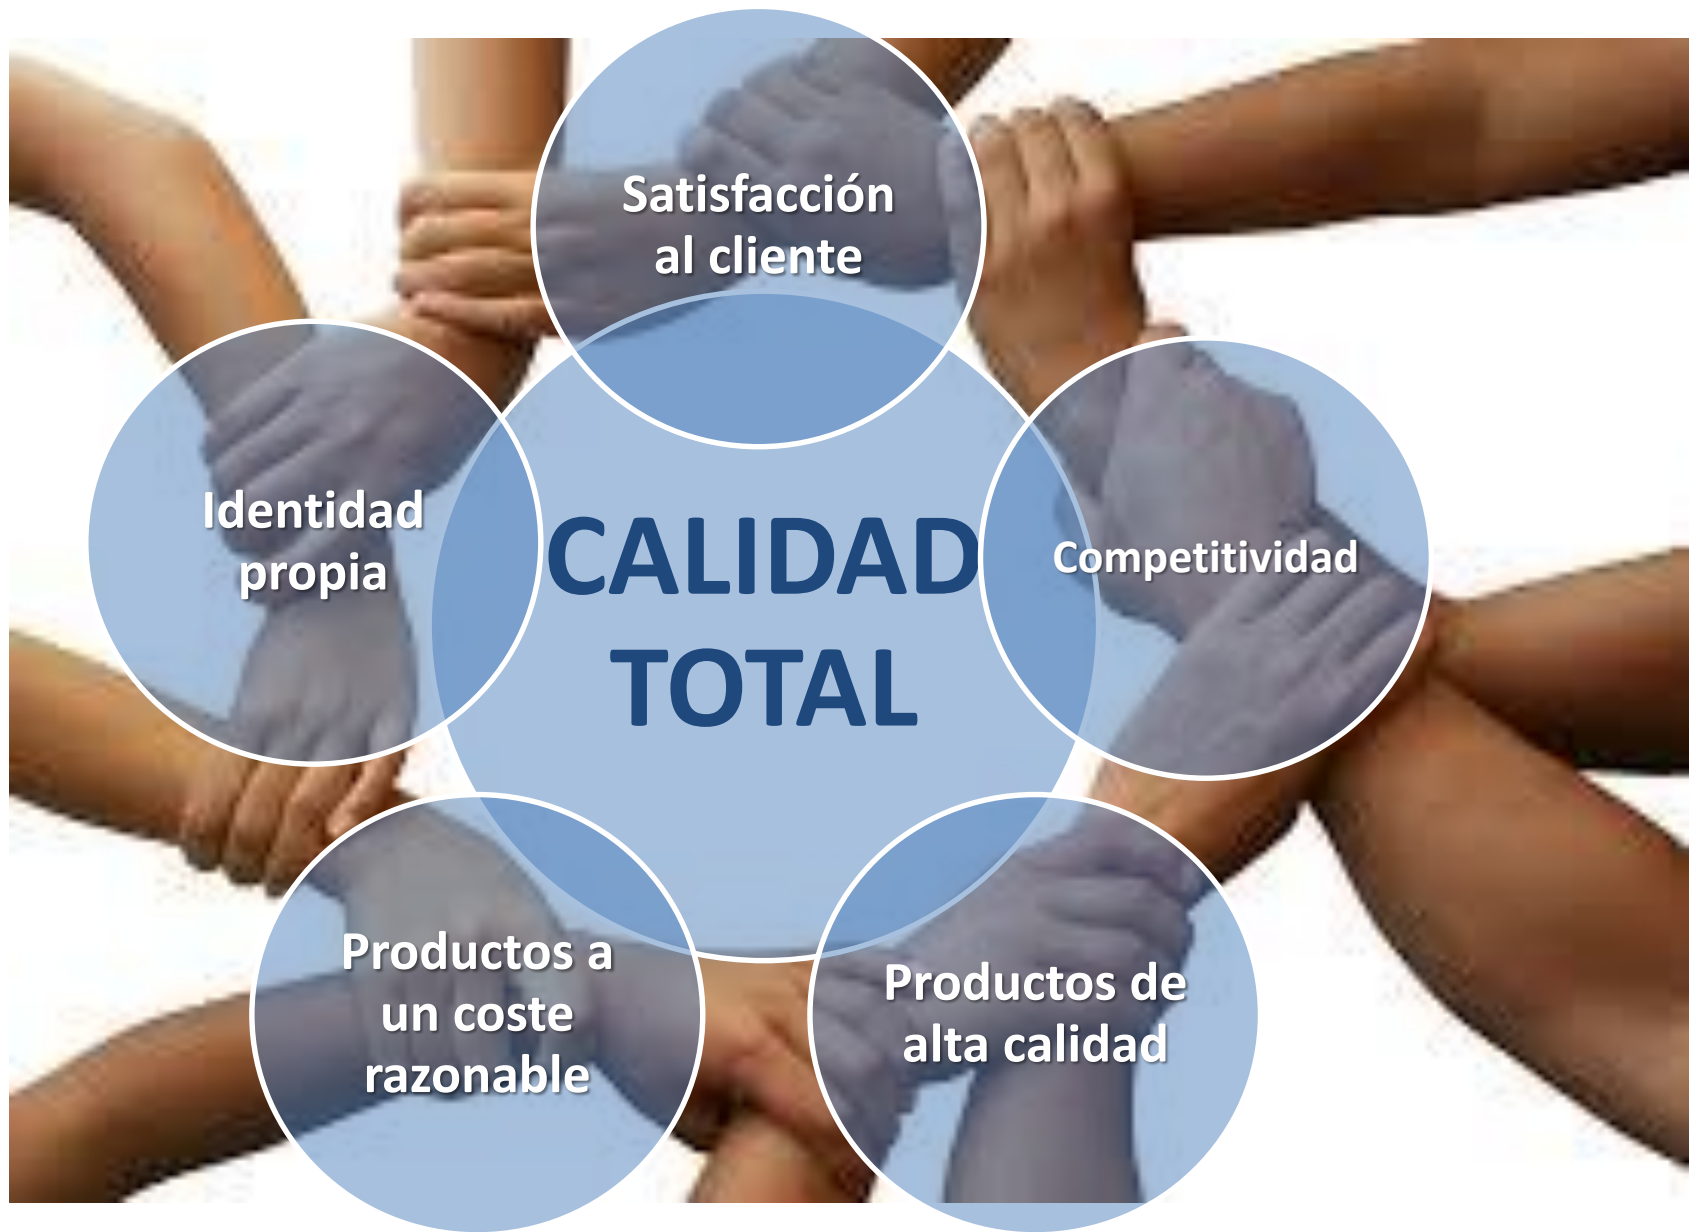 Satisfacción
al cliente
Identidad
propia
CALIDAD
TOTAL
Competitividad
Productos a
un coste
razonable
Productos de
alta calidad